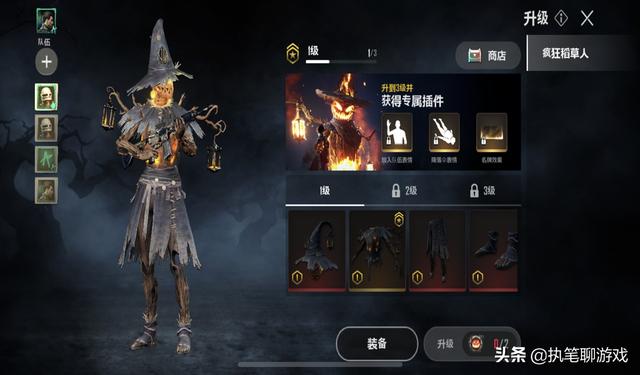 升级
疯狂稻草人
队伍
1级
1/3
商店
升到3级并
获得专属插件
加入队伍表情
降落伞表情
名牌效果
1级
2级
3级
装备
升级
0/2
头条 @执笔聊游戏